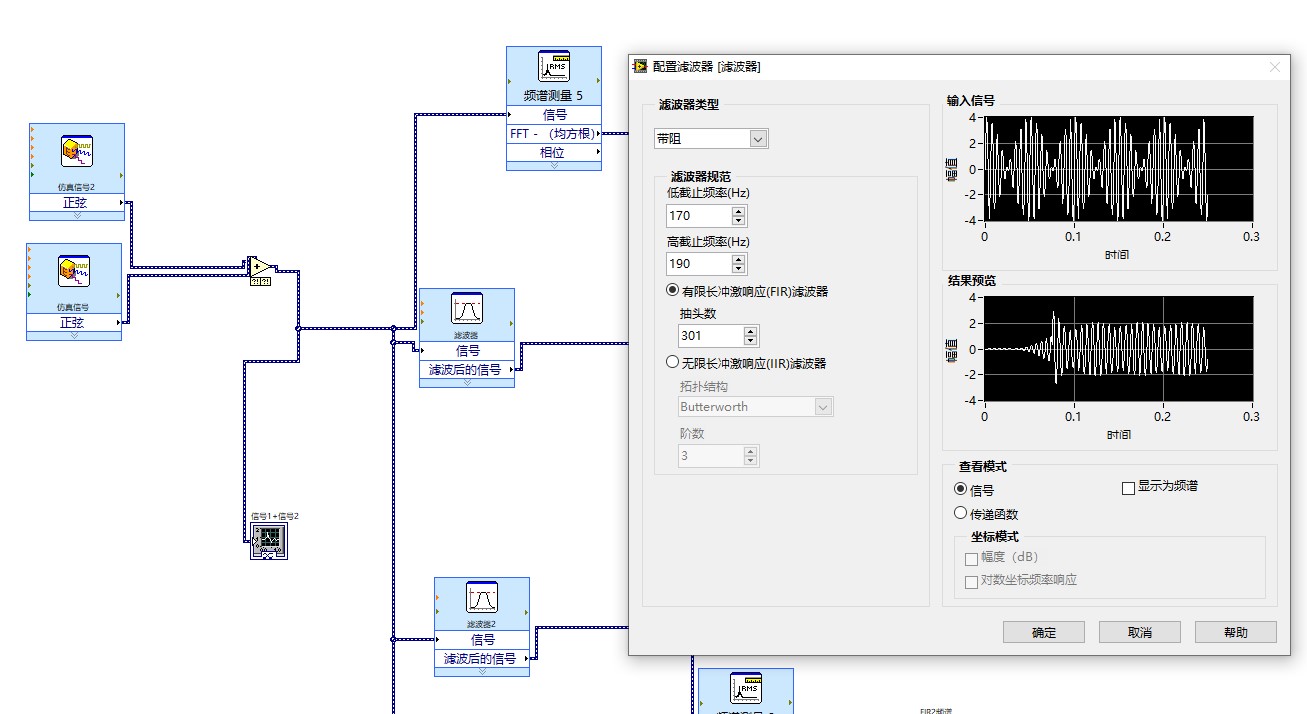 频谱测量 5
信号
FFT - （均方根）
相位
仿真信号2
正弦
仿真信号
正弦
滤波器
信号
滤波后的信号
信号1+信号2
滤波器2
信号
滤波后的信号
配置滤波器 [滤波器]
滤波器类型
带阻
滤波器规范
低截止频率(Hz)
170
高截止频率(Hz)
190
有限长冲激响应(FIR)滤波器
抽头数
301
无限长冲激响应(IIR)滤波器
拓扑结构
Butterworth
阶数
3
输入信号
幅值
4
2
0
-2
-4
0 0.1 0.2 0.3
时间
结果预览
幅值
4
2
0
-2
-4
0 0.1 0.2 0.3
时间
查看模式
信号
显示为频谱
传递函数
坐标模式
幅度（dB）
对数坐标频率响应
确定 取消 帮助
RMS
RMS
FIR2频谱